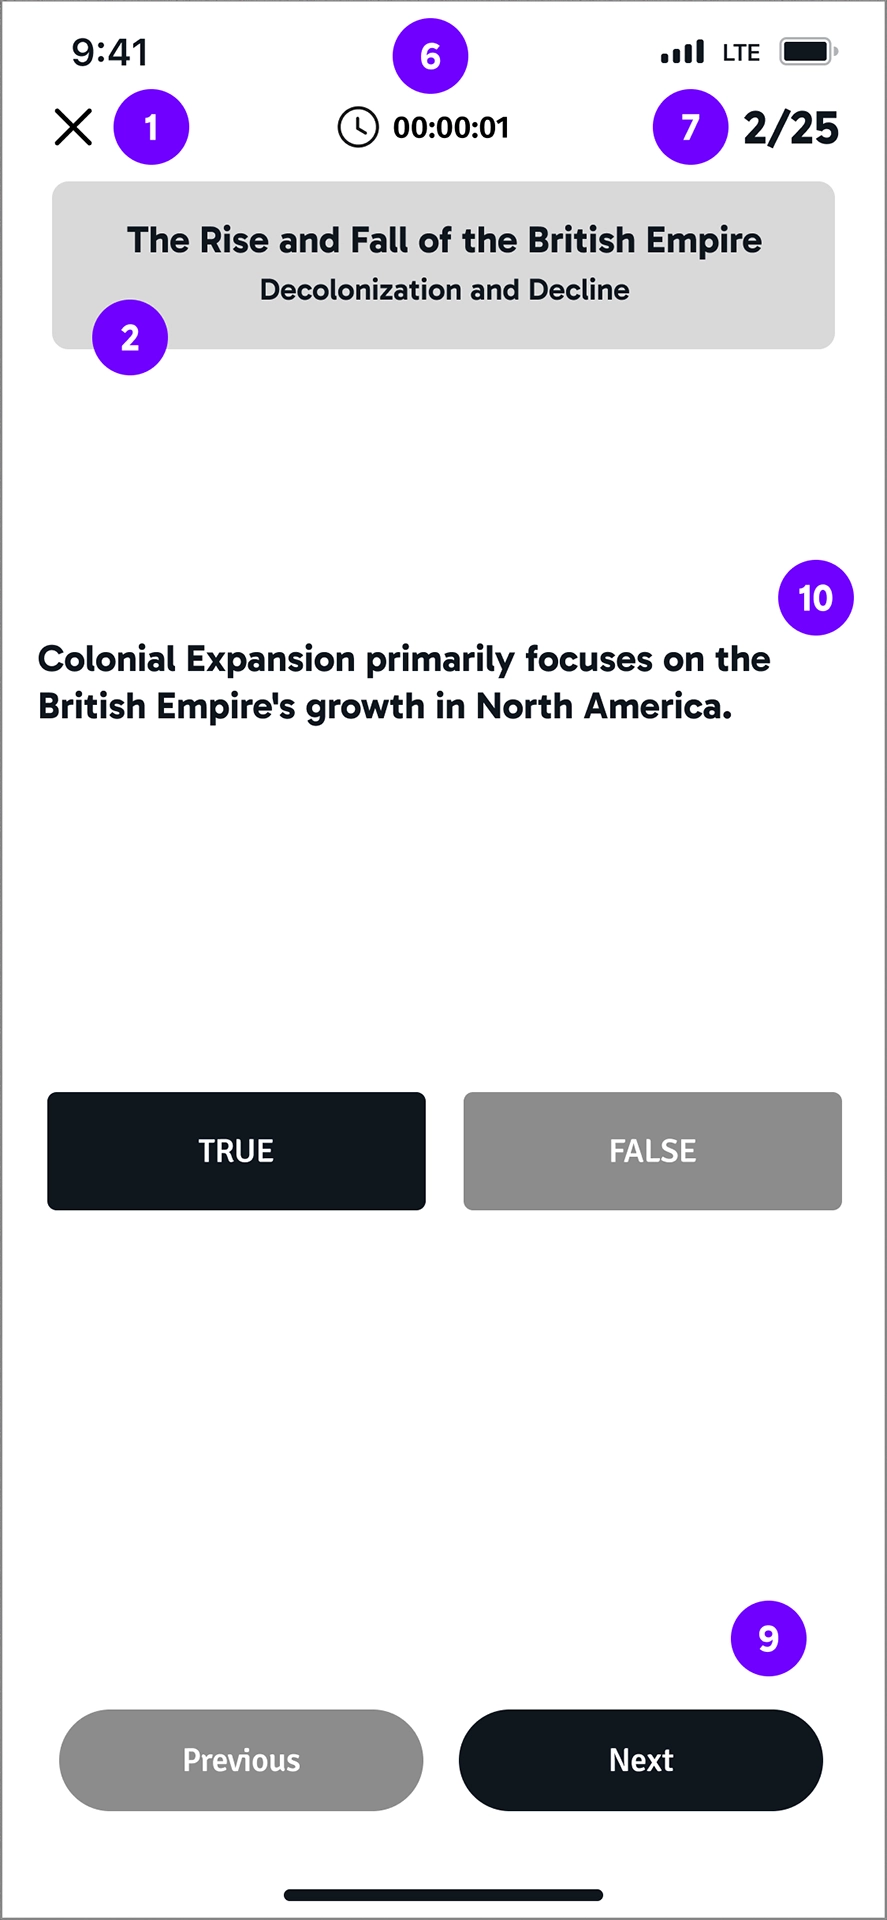 9:41
6
LTE
1
00:00:01
7
2/25
The Rise and Fall of the British Empire
Decolonization and Decline
2
10
Colonial Expansion primarily focuses on the
British Empire's growth in North America.
TRUE
FALSE
9
Previous
Next